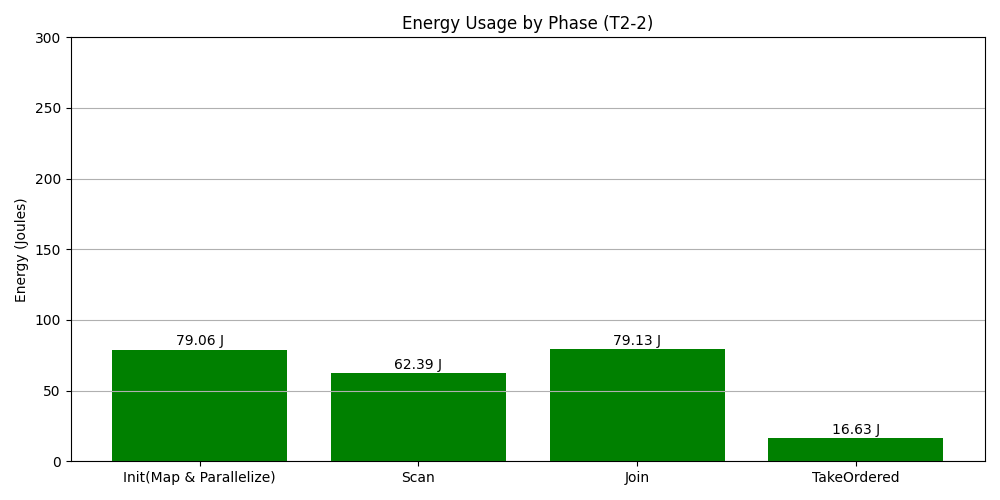 Energy Usage by Phase (T2-2)
Energy (Joules)
300
250
200
150
100
50
0
79.06 J
62.39 J
79.13 J
16.63 J
Init(Map & Parallelize)
Scan
Join
TakeOrdered